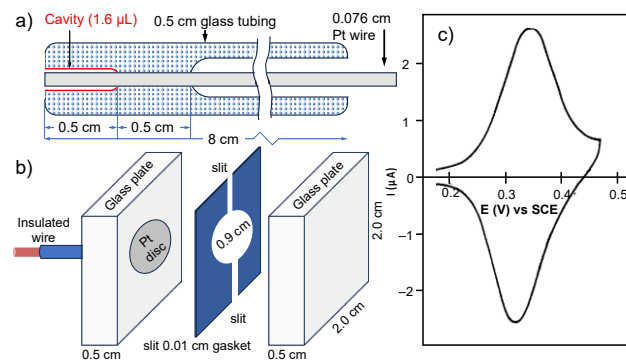 a)
Cavity (1.6 µL)
0.5 cm glass tubing
0.076 cm
Pt wire
0.5 cm
0.5 cm
8 cm
b)
Insulated
wire
Glass plate
Pt
disc
0.5 cm
slit
0.9 cm
slit
slit 0.01 cm gasket
Glass plate
2.0 cm
2.0 cm
0.5 cm
c)
2
1
0
−1
−2
I (µA)
0.2
0.3
0.4
E (V) vs SCE